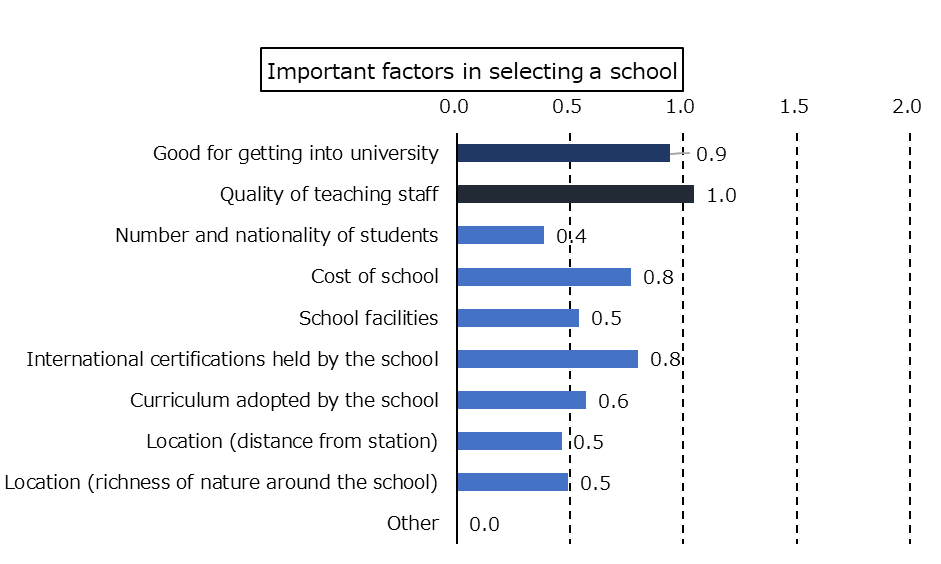 Important factors in selecting a school
0.0 0.5 1.0 1.5 2.0
Good for getting into university 0.9
Quality of teaching staff 1.0
Number and nationality of students 0.4
Cost of school 0.8
School facilities 0.5
International certifications held by the school 0.8
Curriculum adopted by the school 0.6
Location (distance from station) 0.5
Location (richness of nature around the school) 0.5
Other 0.0